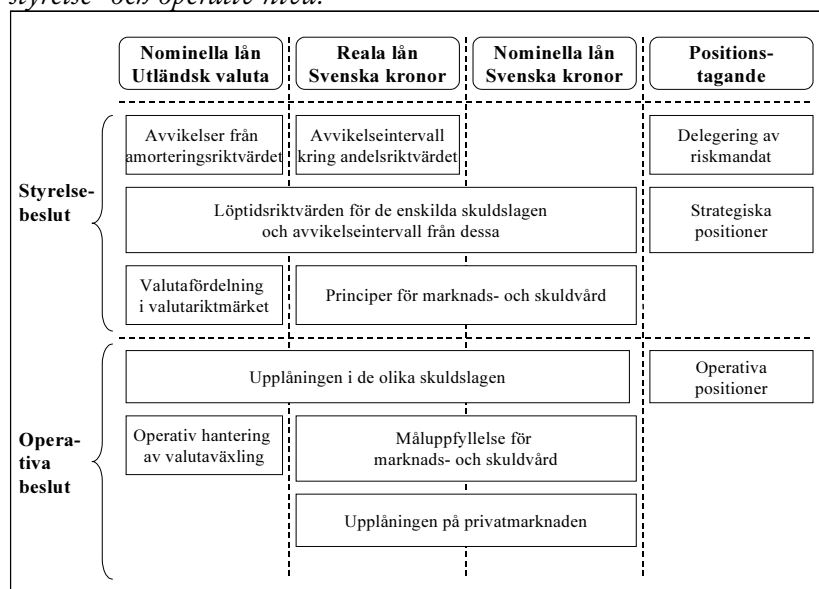 styrelse- och operativ nivå.
Nominella lån
Utländsk valuta
Reala lån
Svenska kronor
Nominella lån
Svenska kronor
Positions-
tagande
Styrelse-
beslut
Avvikelser från
amorteringsriktvärdet
Avvikelseintervall
kring andelsriktvärdet
Delegering av
riskmandat
Löptidsriktvärden för de enskilda skuldslagen
och avvikelseintervall från dessa
Strategiska
positioner
Valutafördelning
i valutariktmärket
Principer för marknads- och skuldvård
Opera-
tiva
beslut
Upplåningen i de olika skuldslagen
Operativa
positioner
Operativ hantering
av valutaväxling
Måluppfyllelse för
marknads- och skuldvård
Upplåningen på privatmarknaden